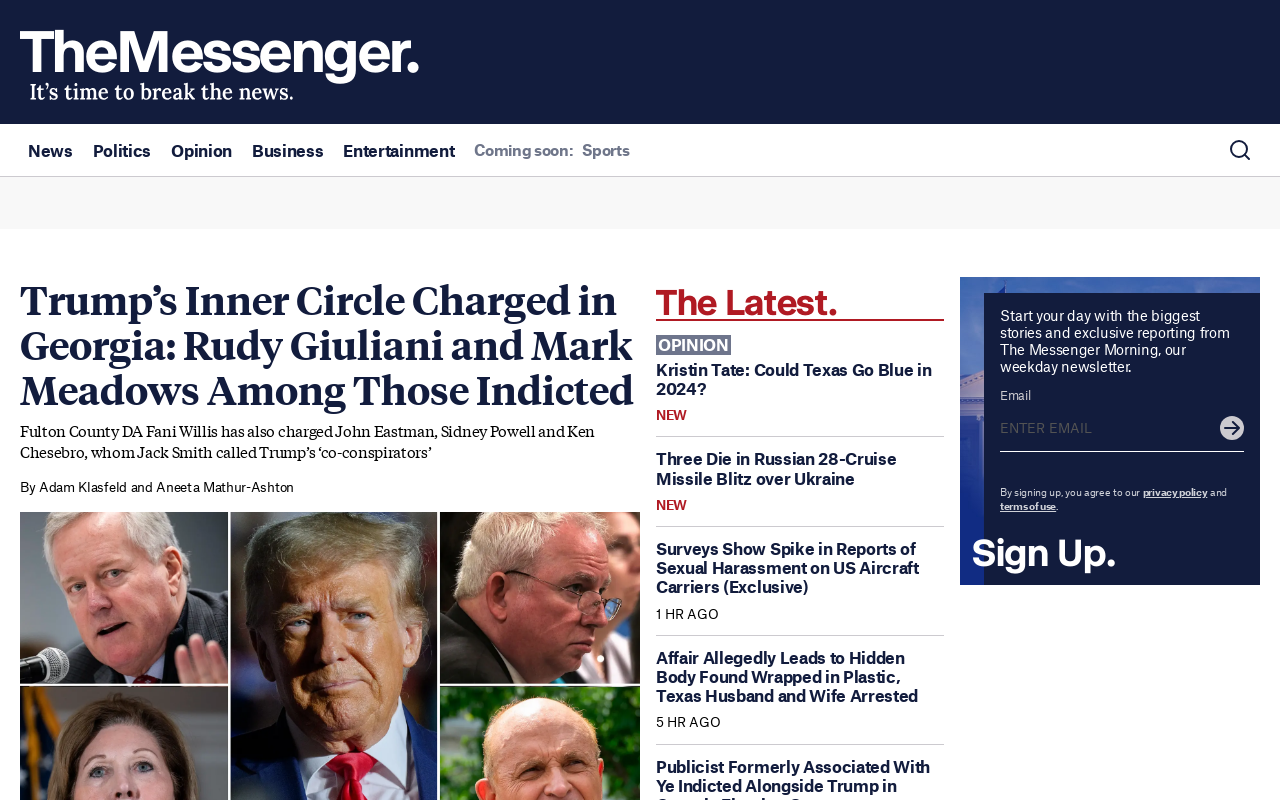 TheMessenger.
It's time to break the news.
News Politics Opinion Business Entertainment Coming soon: Sports
Trump's Inner Circle Charged in
Georgia: Rudy Giuliani and Mark
Meadows Among Those Indicted
Fulton County DA Fani Willis has also charged John Eastman, Sidney Powell and Ken
Chesebro, whom Jack Smith called Trump's 'co-conspirators'
By Adam Klasfeld and Aneeta Mathur-Ashton
The Latest.
OPINION
Kristin Tate: Could Texas Go Blue in
2024?
NEW
Three Die in Russian 28-Cruise
Missile Blitz over Ukraine
NEW
Surveys Show Spike in Reports of
Sexual Harassment on US Aircraft
Carriers (Exclusive)
1 HR AGO
Affair Allegedly Leads to Hidden
Body Found Wrapped in Plastic,
Texas Husband and Wife Arrested
5 HR AGO
Publicist Formerly Associated With
Ye Indicted Alongside Trump in
Start your day with the biggest
stories and exclusive reporting from
The Messenger Morning, our
weekday newsletter.
Email
ENTER EMAIL
By signing up, you agree to our privacy policy and
terms of use.
Sign Up.